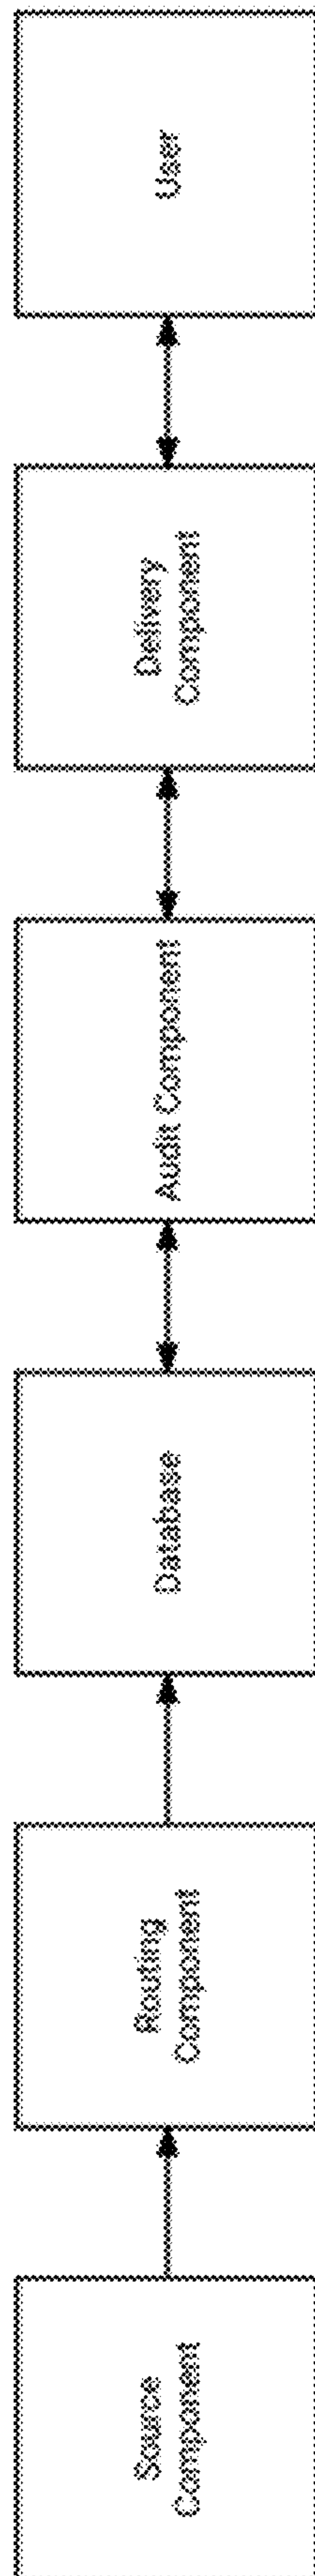 Source
Component
Routing
Component
Database
Audit Component
Delivery
Component
User